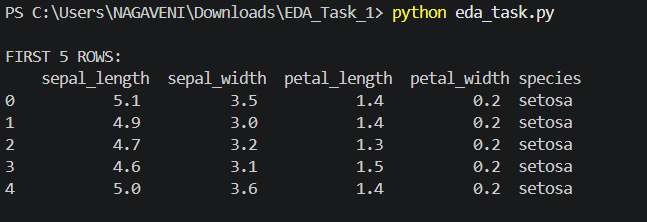 PS C:\Users\NAGAVENI\Downloads\EDA_Task_1> python eda_task.py
FIRST 5 ROWS:
   sepal_length  sepal_width  petal_length  petal_width species
0           5.1          3.5           1.4          0.2  setosa
1           4.9          3.0           1.4          0.2  setosa
2           4.7          3.2           1.3          0.2  setosa
3           4.6          3.1           1.5          0.2  setosa
4           5.0          3.6           1.4          0.2  setosa